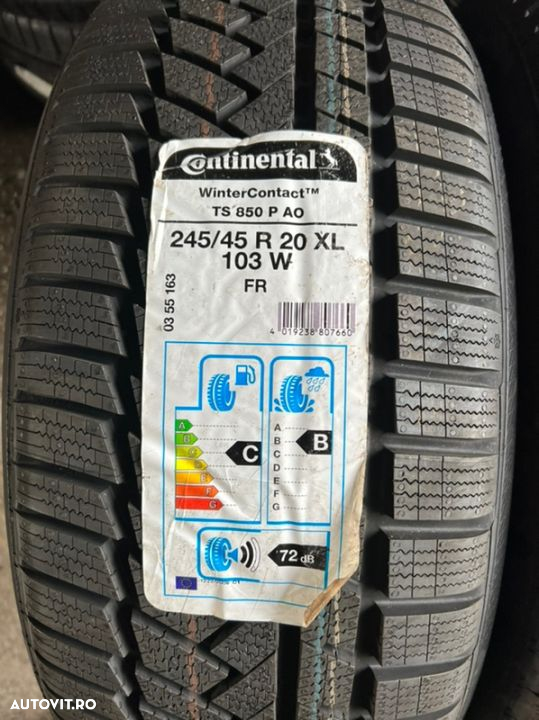 Continental
WinterContact™
TS 850 P AO
245/45 R 20 XL
103 W
FR
03 55 163
4 019238 807660
A
B
C
D
E
F
G
C
A
B
C
D
E
F
G
B
72 dB
AUTOVIT.RO